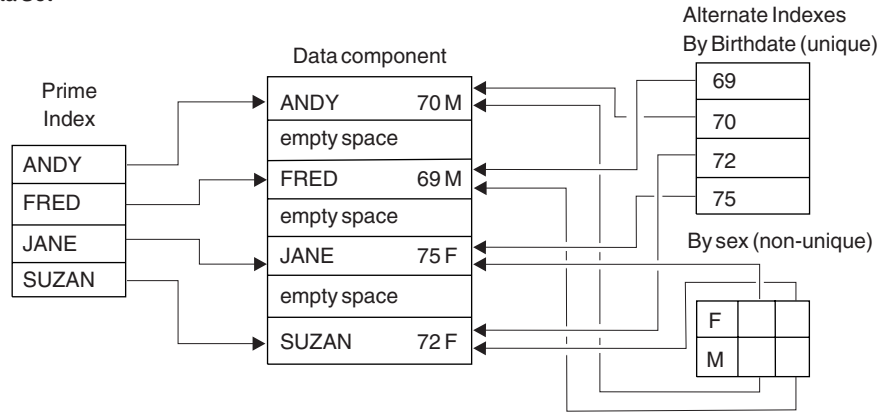 Alternate Indexes
By Birthdate (unique)
Data component
Prime
Index
ANDY
FRED
JANE
SUZAN
ANDY 70 M
empty space
FRED 69 M
empty space
JANE 75 F
empty space
SUZAN 72 F
69
70
72
75
By sex (non-unique)
F
M